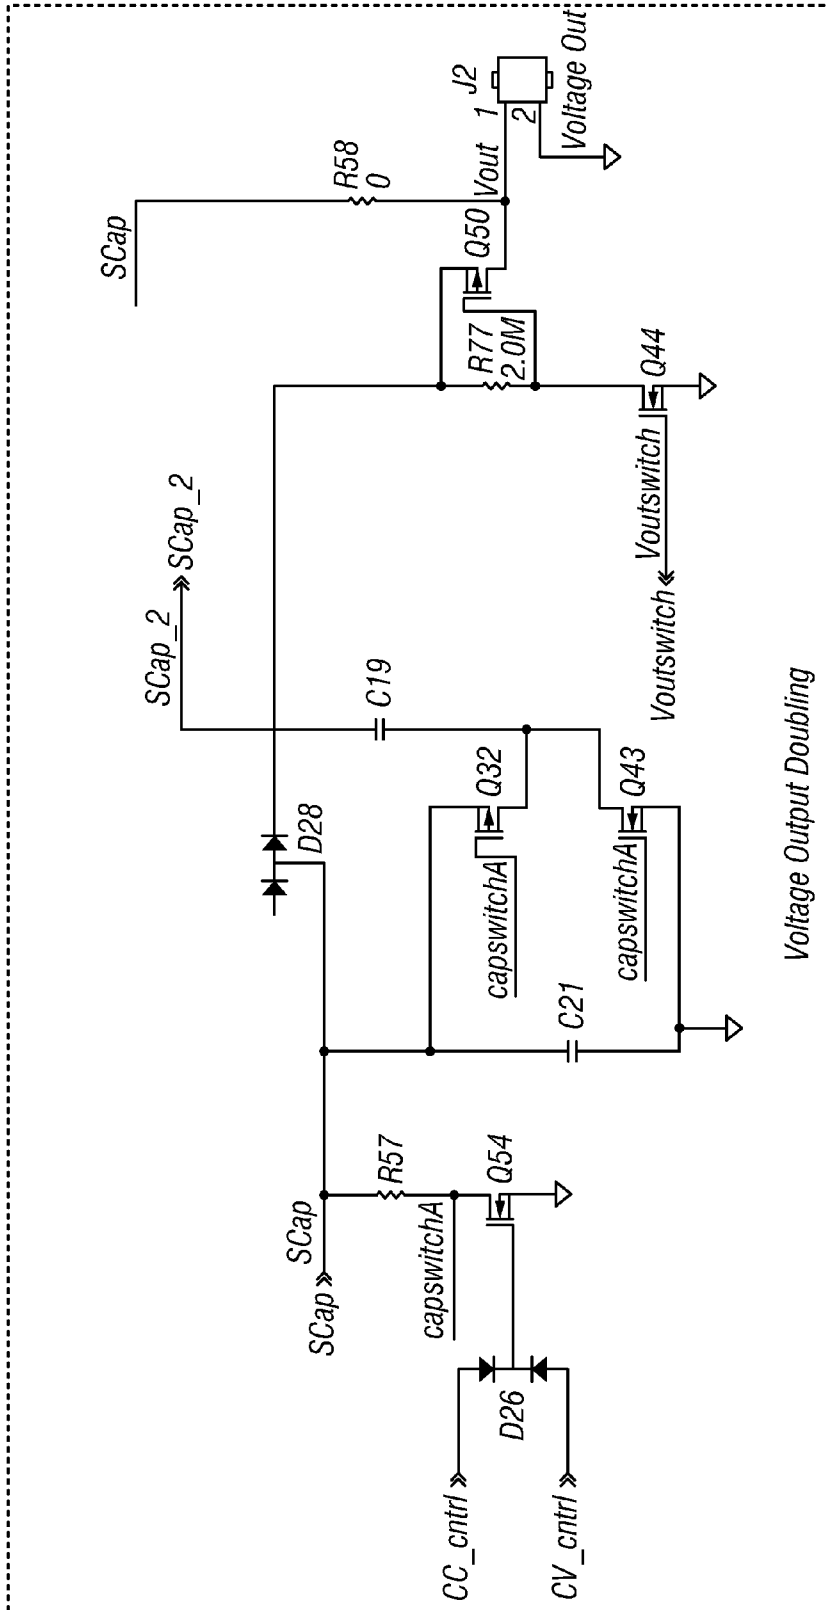 SCap
R58
0
J2
1
2
Vout
Voltage Out
Q50
R77
2.0M
Q44
Voutswitch
Voutswitch
SCap_2
SCap_2
C19
D28
Q32
capswitchA
Q43
capswitchA
C21
SCap
SCap
R57
capswitchA
Q54
D26
CC_cntrl
CV_cntrl
Voltage Output Doubling